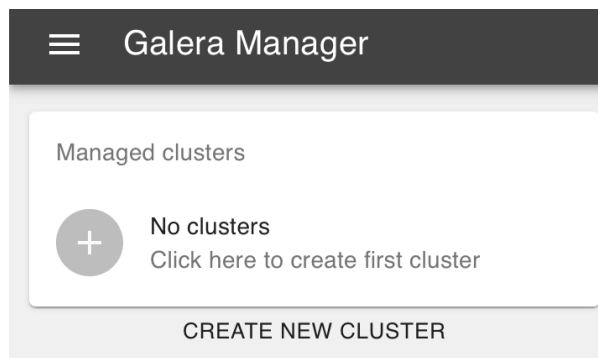 Galera Manager
Managed clusters
No clusters
Click here to create first cluster
CREATE NEW CLUSTER